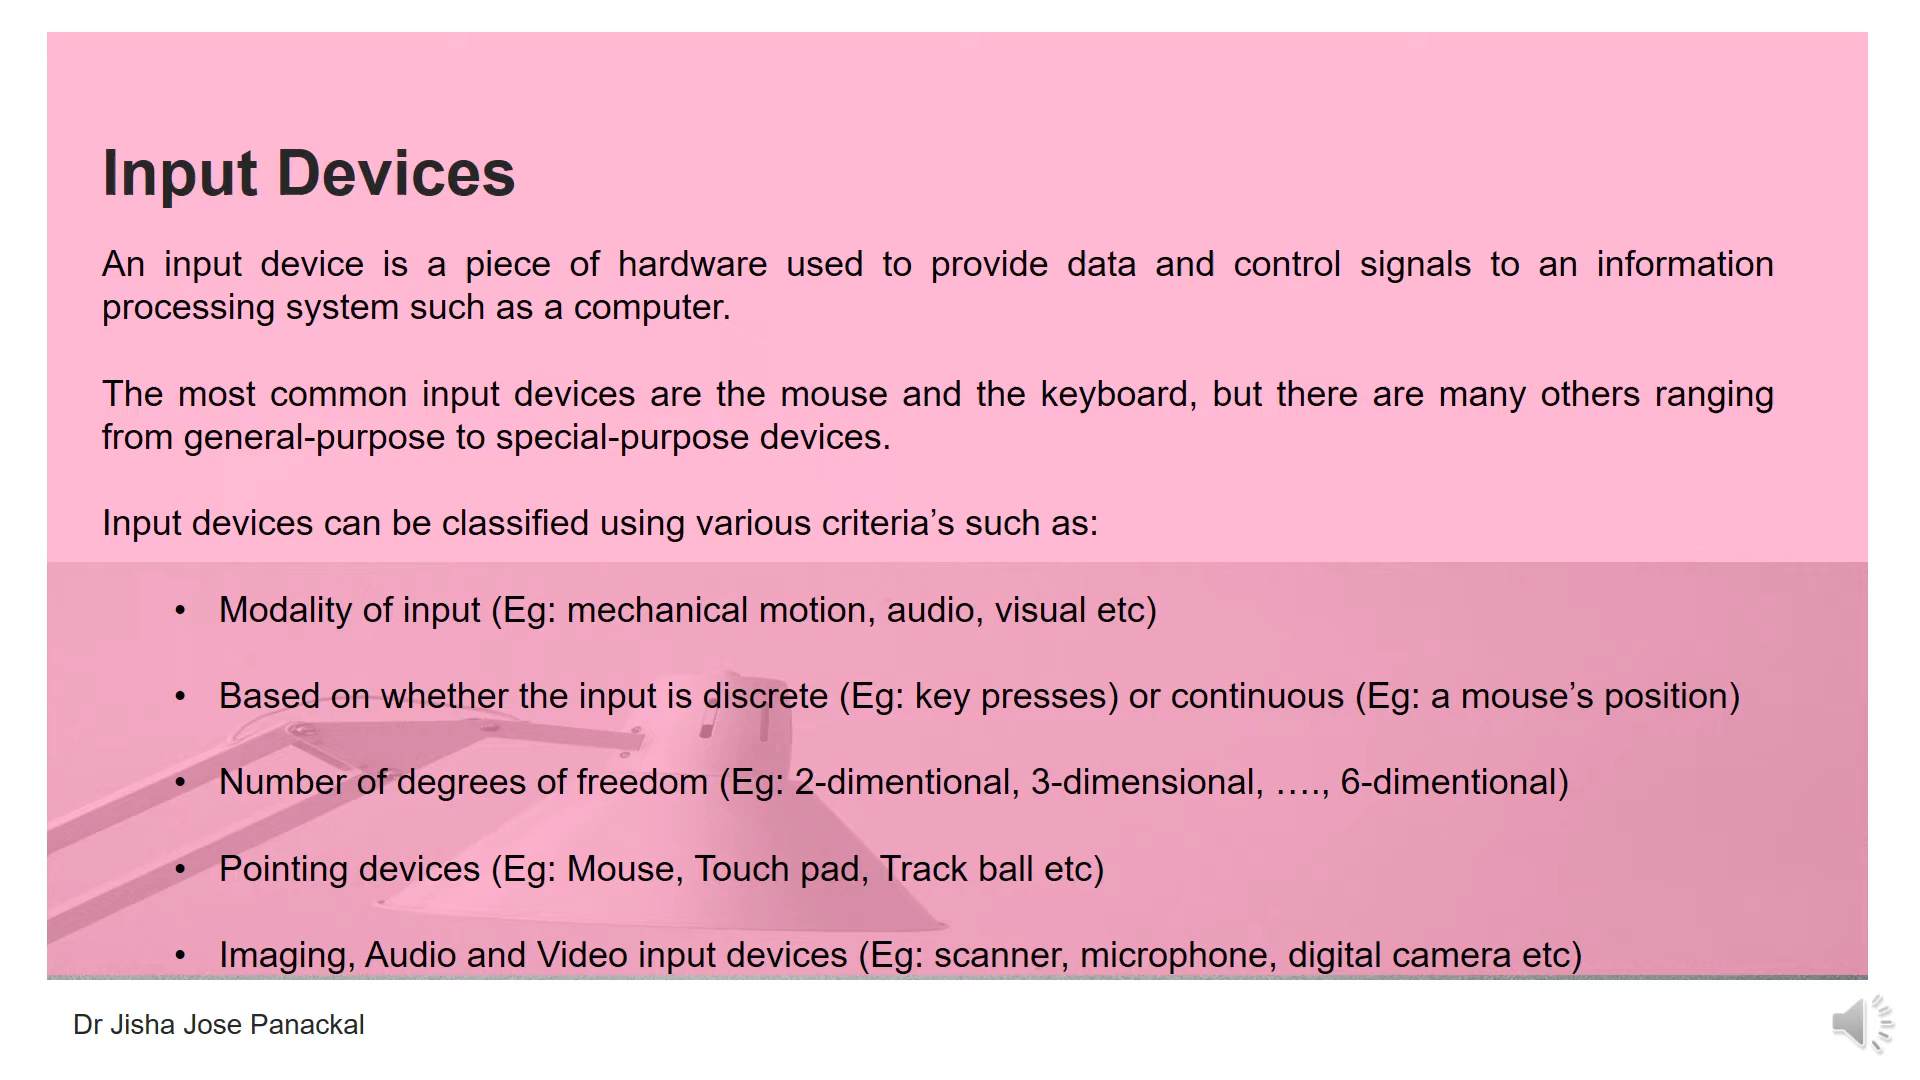 Input Devices
An input device is a piece of hardware used to provide data and control signals to an information
processing system such as a computer.
The most common input devices are the mouse and the keyboard, but there are many others ranging
from general-purpose to special-purpose devices.
Input devices can be classified using various criteria’s such as:
• Modality of input (Eg: mechanical motion, audio, visual etc)
• Based on whether the input is discrete (Eg: key presses) or continuous (Eg: a mouse’s position)
• Number of degrees of freedom (Eg: 2-dimentional, 3-dimensional, …., 6-dimentional)
• Pointing devices (Eg: Mouse, Touch pad, Track ball etc)
• Imaging, Audio and Video input devices (Eg: scanner, microphone, digital camera etc)
Dr Jisha Jose Panackal